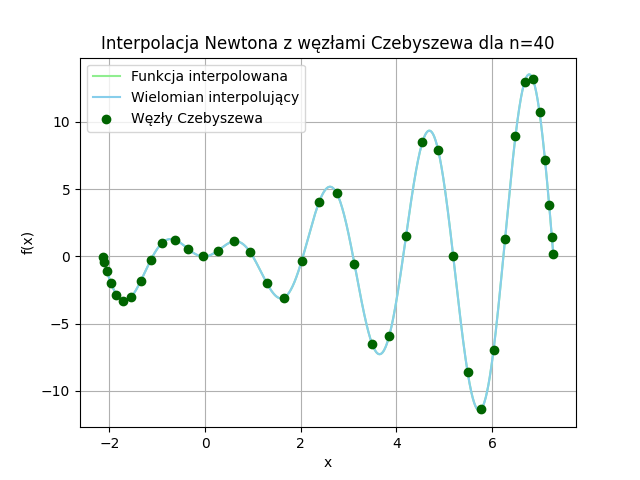 Interpolacja Newtona z węzłami Czebyszewa dla n=40
Funkcja interpolowana
Wielomian interpolujący
Węzły Czebyszewa
f(x)
10
5
0
−5
−10
−2
0
2
4
6
x